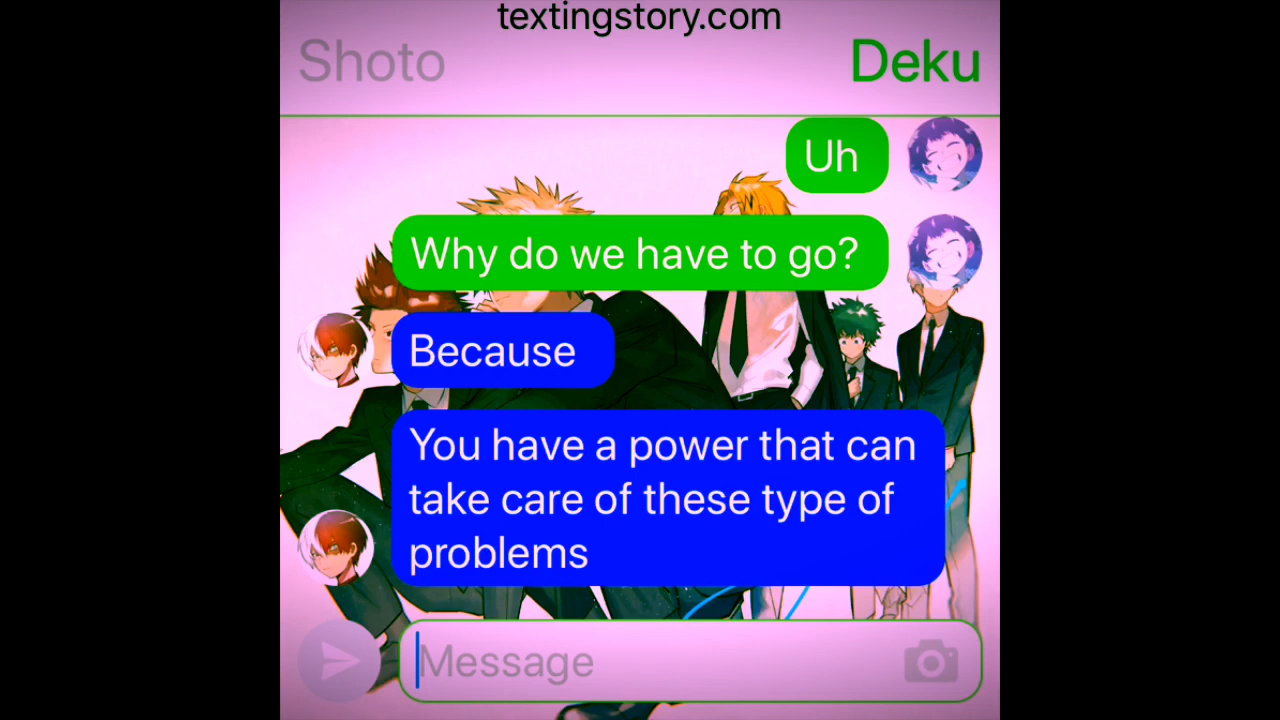 textingstory.com
Shoto
Deku
Uh
Why do we have to go?
Because
You have a power that can
take care of these type of
problems
Message